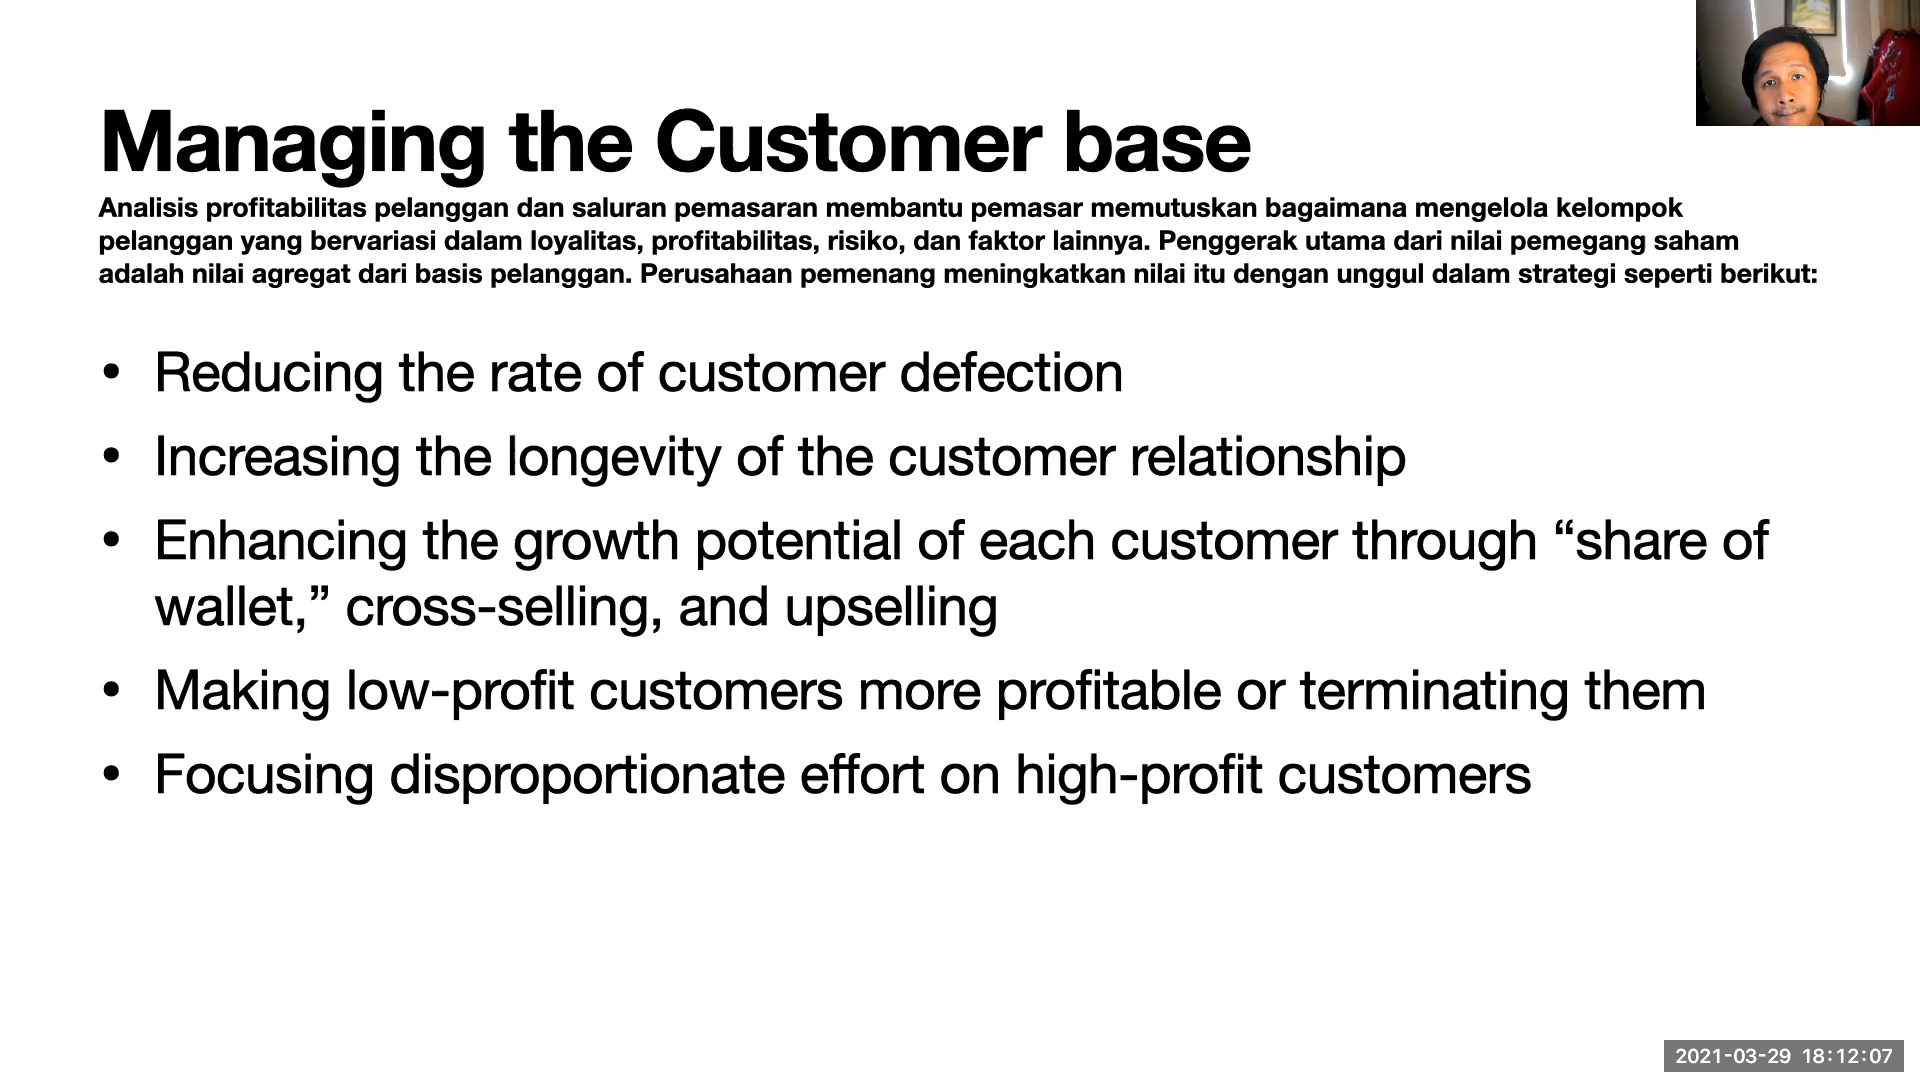 Managing the Customer base
Analisis profitabilitas pelanggan dan saluran pemasaran membantu pemasar memutuskan bagaimana mengelola kelompok
pelanggan yang bervariasi dalam loyalitas, profitabilitas, risiko, dan faktor lainnya. Penggerak utama dari nilai pemegang saham
adalah nilai agregat dari basis pelanggan. Perusahaan pemenang meningkatkan nilai itu dengan unggul dalam strategi seperti berikut:
• Reducing the rate of customer defection
• Increasing the longevity of the customer relationship
• Enhancing the growth potential of each customer through “share of
wallet,” cross-selling, and upselling
• Making low-profit customers more profitable or terminating them
• Focusing disproportionate effort on high-profit customers
2021-03-29 18:12:07